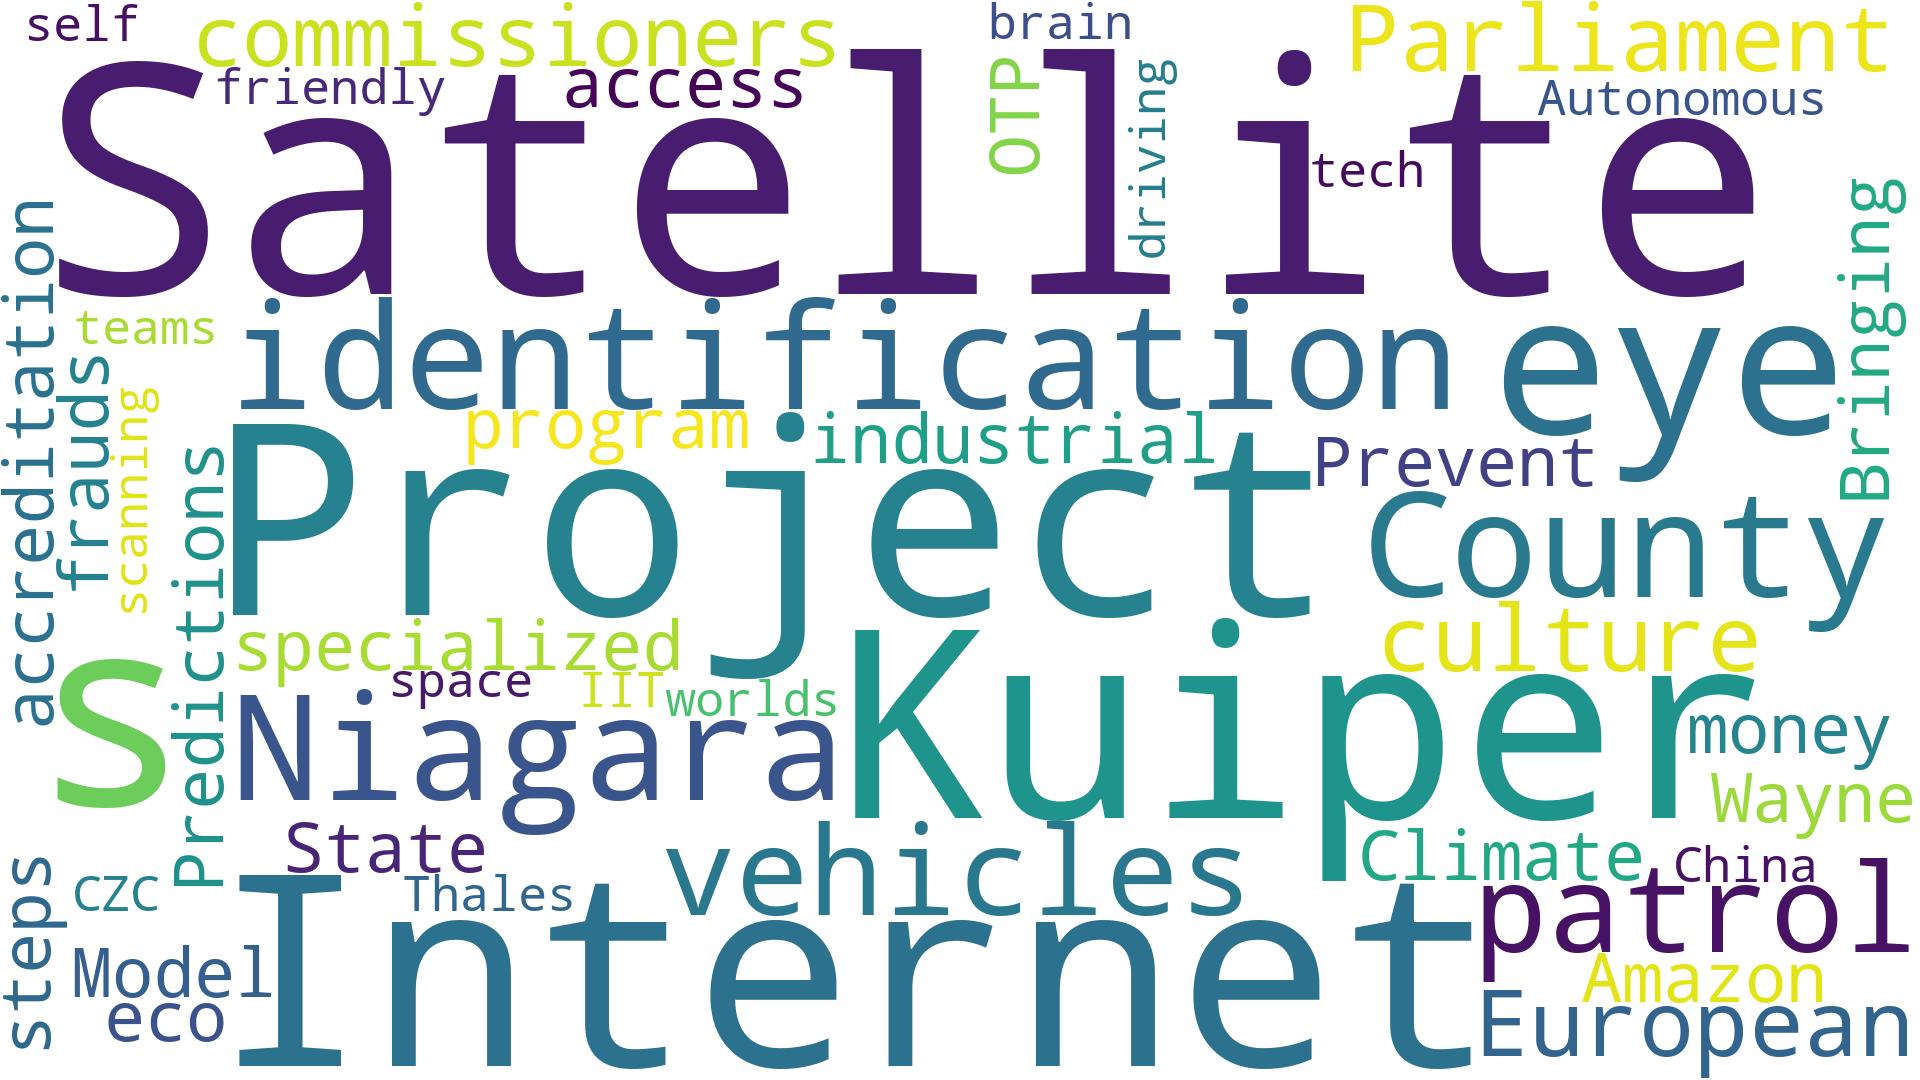 self
commissioners
brain
Parliament
friendly
access
OTP
driving
Autonomous
Satellite
tech
Bringing
accreditation
teams
identification
eye
frauds
scanning
program
industrial
Prevent
Predictions
Project
County
specialized
culture
space
IIT
worlds
s
Niagara
Kuiper
money
Wayne
State
vehicles
Climate
China
steps
CZC
Thales
patrol
Model
Internet
Amazon
eco
European